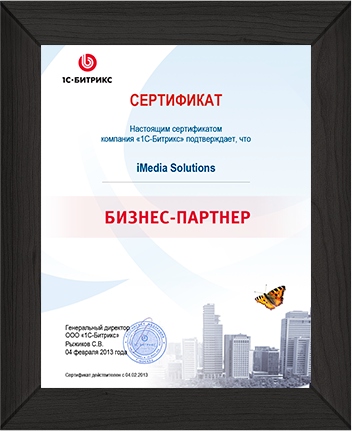 1С-БИТРИКС
СЕРТИФИКАТ
Настоящим сертификатом
компания «1С-Битрикс» подтверждает, что
iMedia Solutions
БИЗНЕС-ПАРТНЕР
Генеральный директор
ООО «1С-Битрикс»
Рыжиков С.В.
04 февраля 2013 года
Сертификат действителен с 04.02.2013